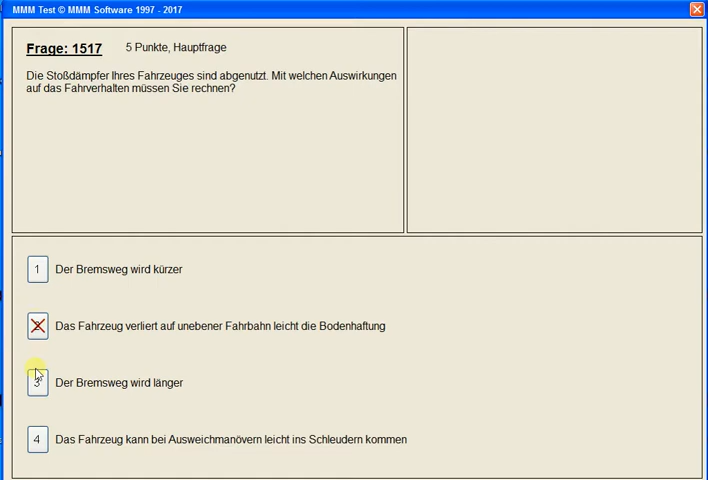 MMM Test © MMM Software 1997 - 2017
Frage: 1517 5 Punkte, Hauptfrage
Die Stoßdämpfer Ihres Fahrzeuges sind abgenutzt. Mit welchen Auswirkungen
auf das Fahrverhalten müssen Sie rechnen?
1 Der Bremsweg wird kürzer
2 Das Fahrzeug verliert auf unebener Fahrbahn leicht die Bodenhaftung
3 Der Bremsweg wird länger
4 Das Fahrzeug kann bei Ausweichmanövern leicht ins Schleudern kommen